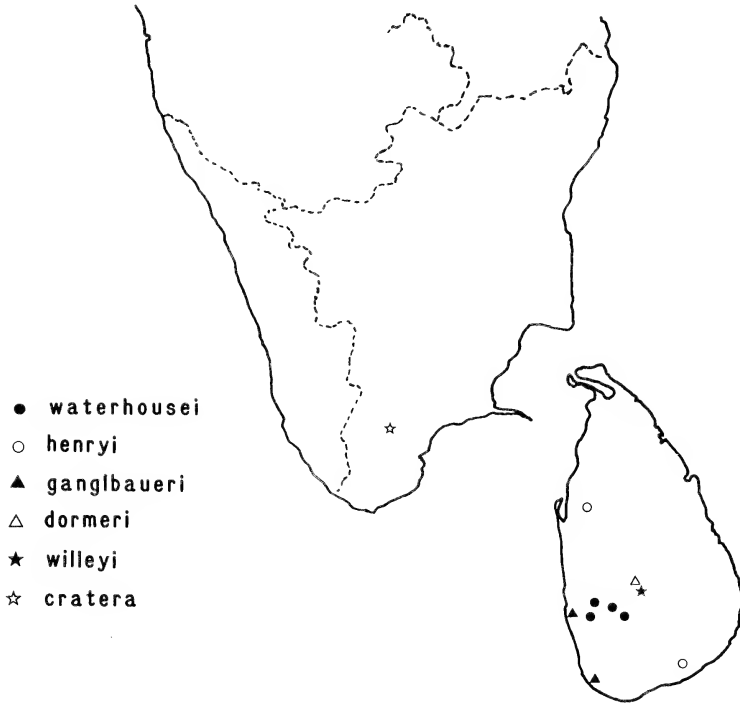 waterhousei
henryi
ganglbaueri
dormeri
willeyi
cratera